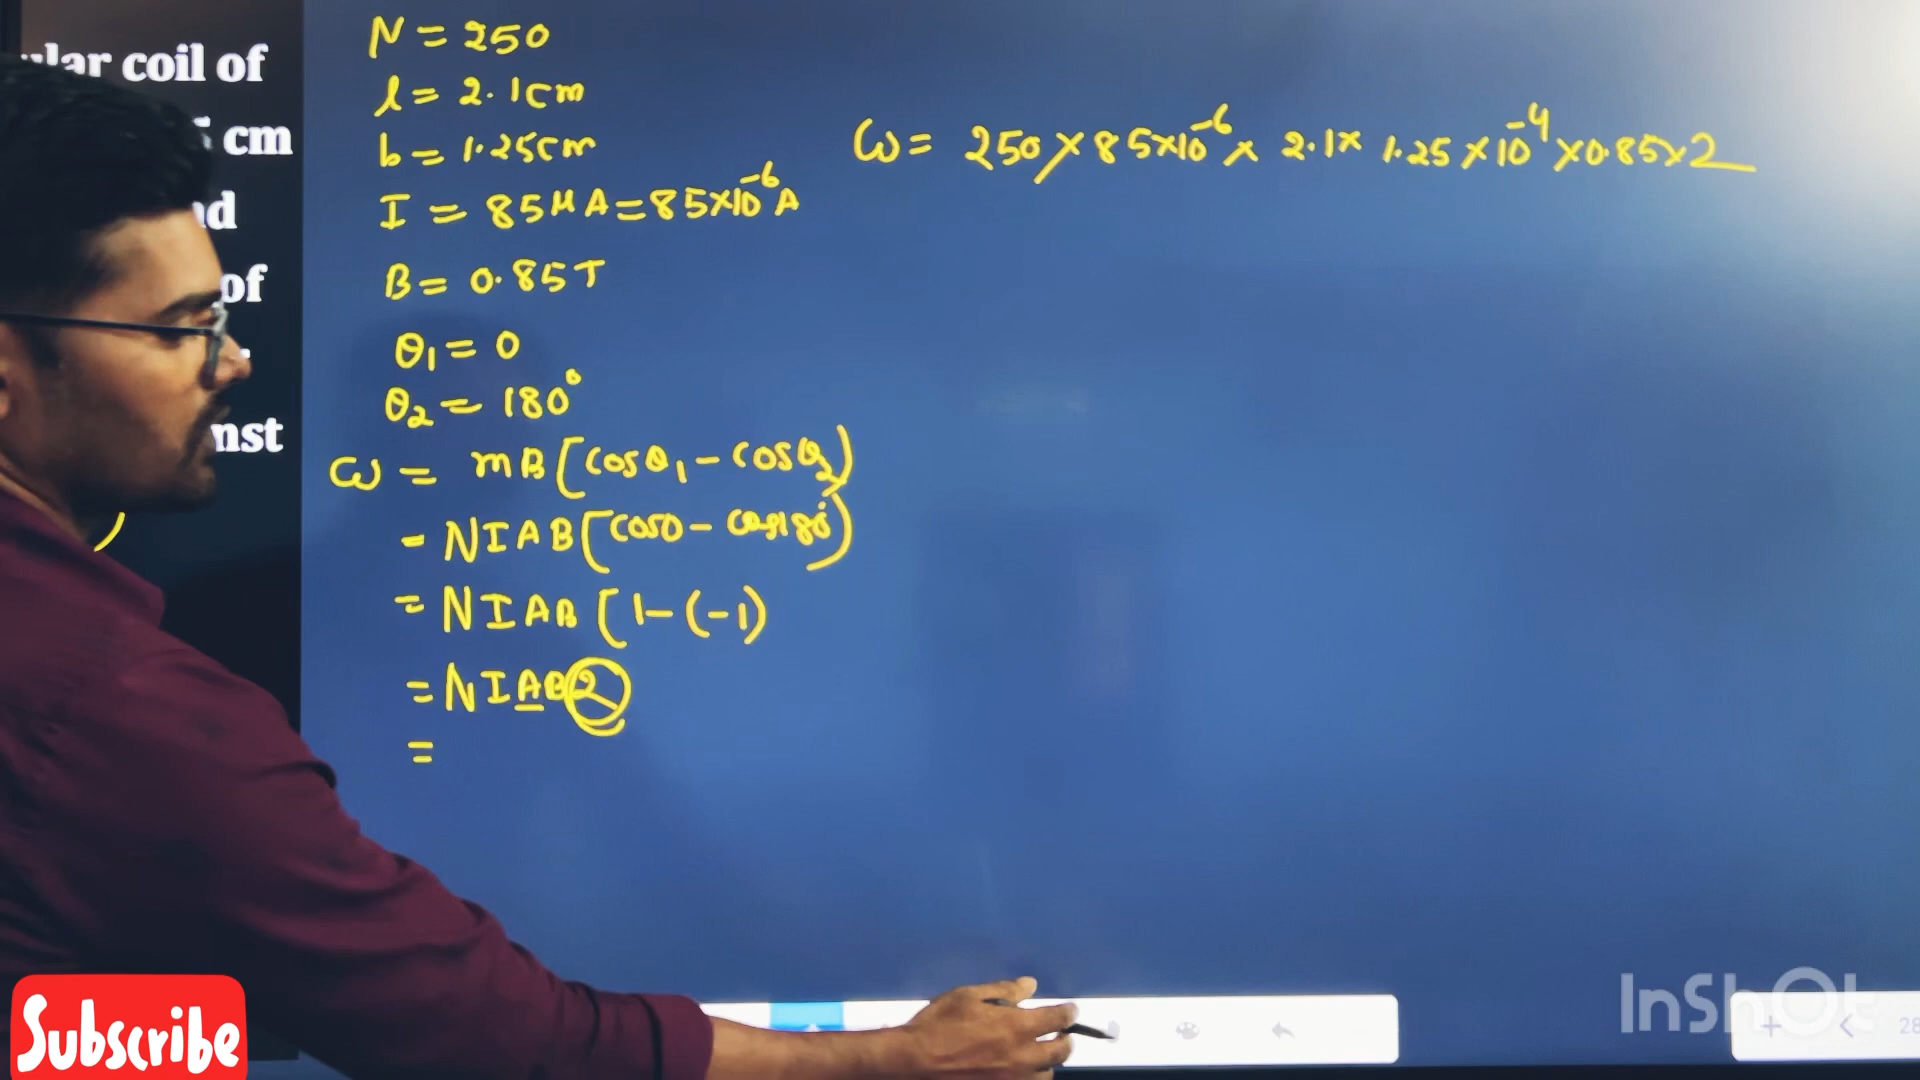 coil of
cm
of
N = 250
l = 2.1cm
b = 1.25cm
I = 85μA = 85×10⁻⁶A
B = 0.85T
θ₁ = 0
θ₂ = 180°
ω = mB[cosθ₁ - cosθ₂)
= NIAB[cos0 - cos180°)
= NIAB[1-(-1)
= NIAB2
=
ω = 250 × 85×10⁻⁶ × 2.1× 1.25 × 10⁻⁴ ×0.85×2
Subscribe
InShOt
28